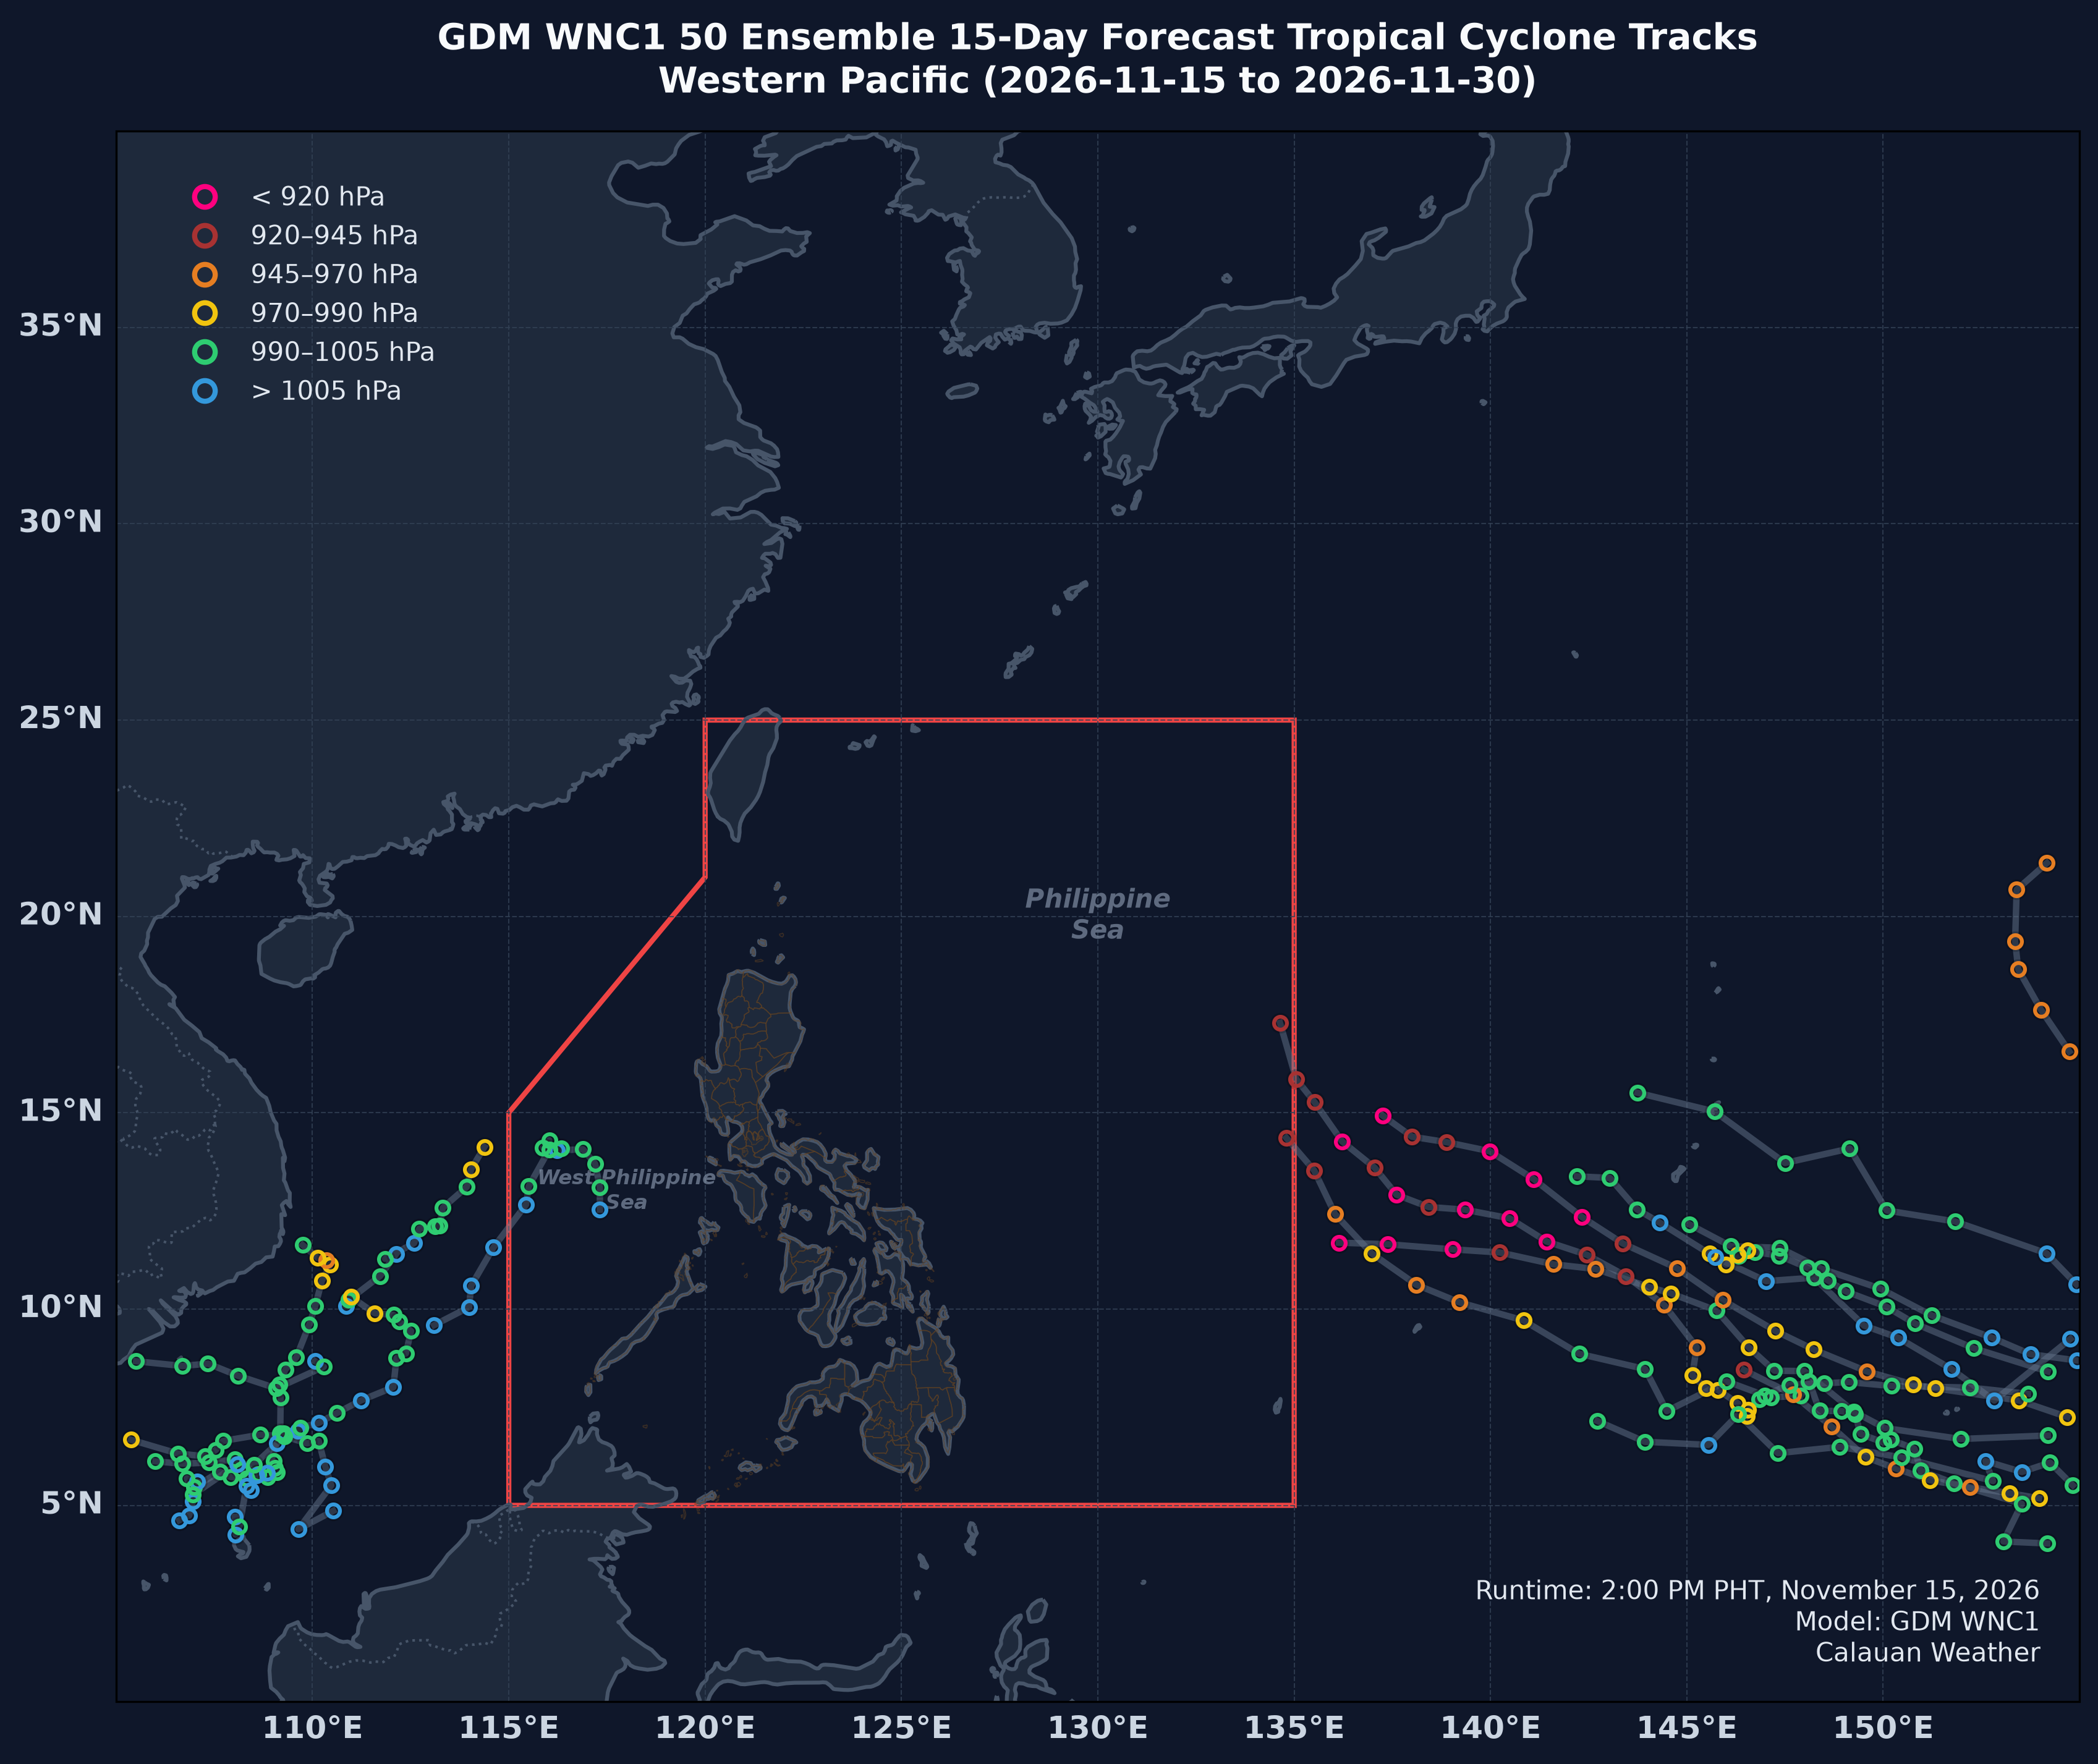 GDM WNC1 50 Ensemble 15-Day Forecast Tropical Cyclone Tracks
Western Pacific (2026-11-15 to 2026-11-30)
< 920 hPa
920–945 hPa
945–970 hPa
970–990 hPa
990–1005 hPa
> 1005 hPa
35°N
30°N
25°N
20°N
15°N
10°N
5°N
Philippine
Sea
West Philippine
Sea
Runtime: 2:00 PM PHT, November 15, 2026
Model: GDM WNC1
Calauan Weather
110°E
115°E
120°E
125°E
130°E
135°E
140°E
145°E
150°E